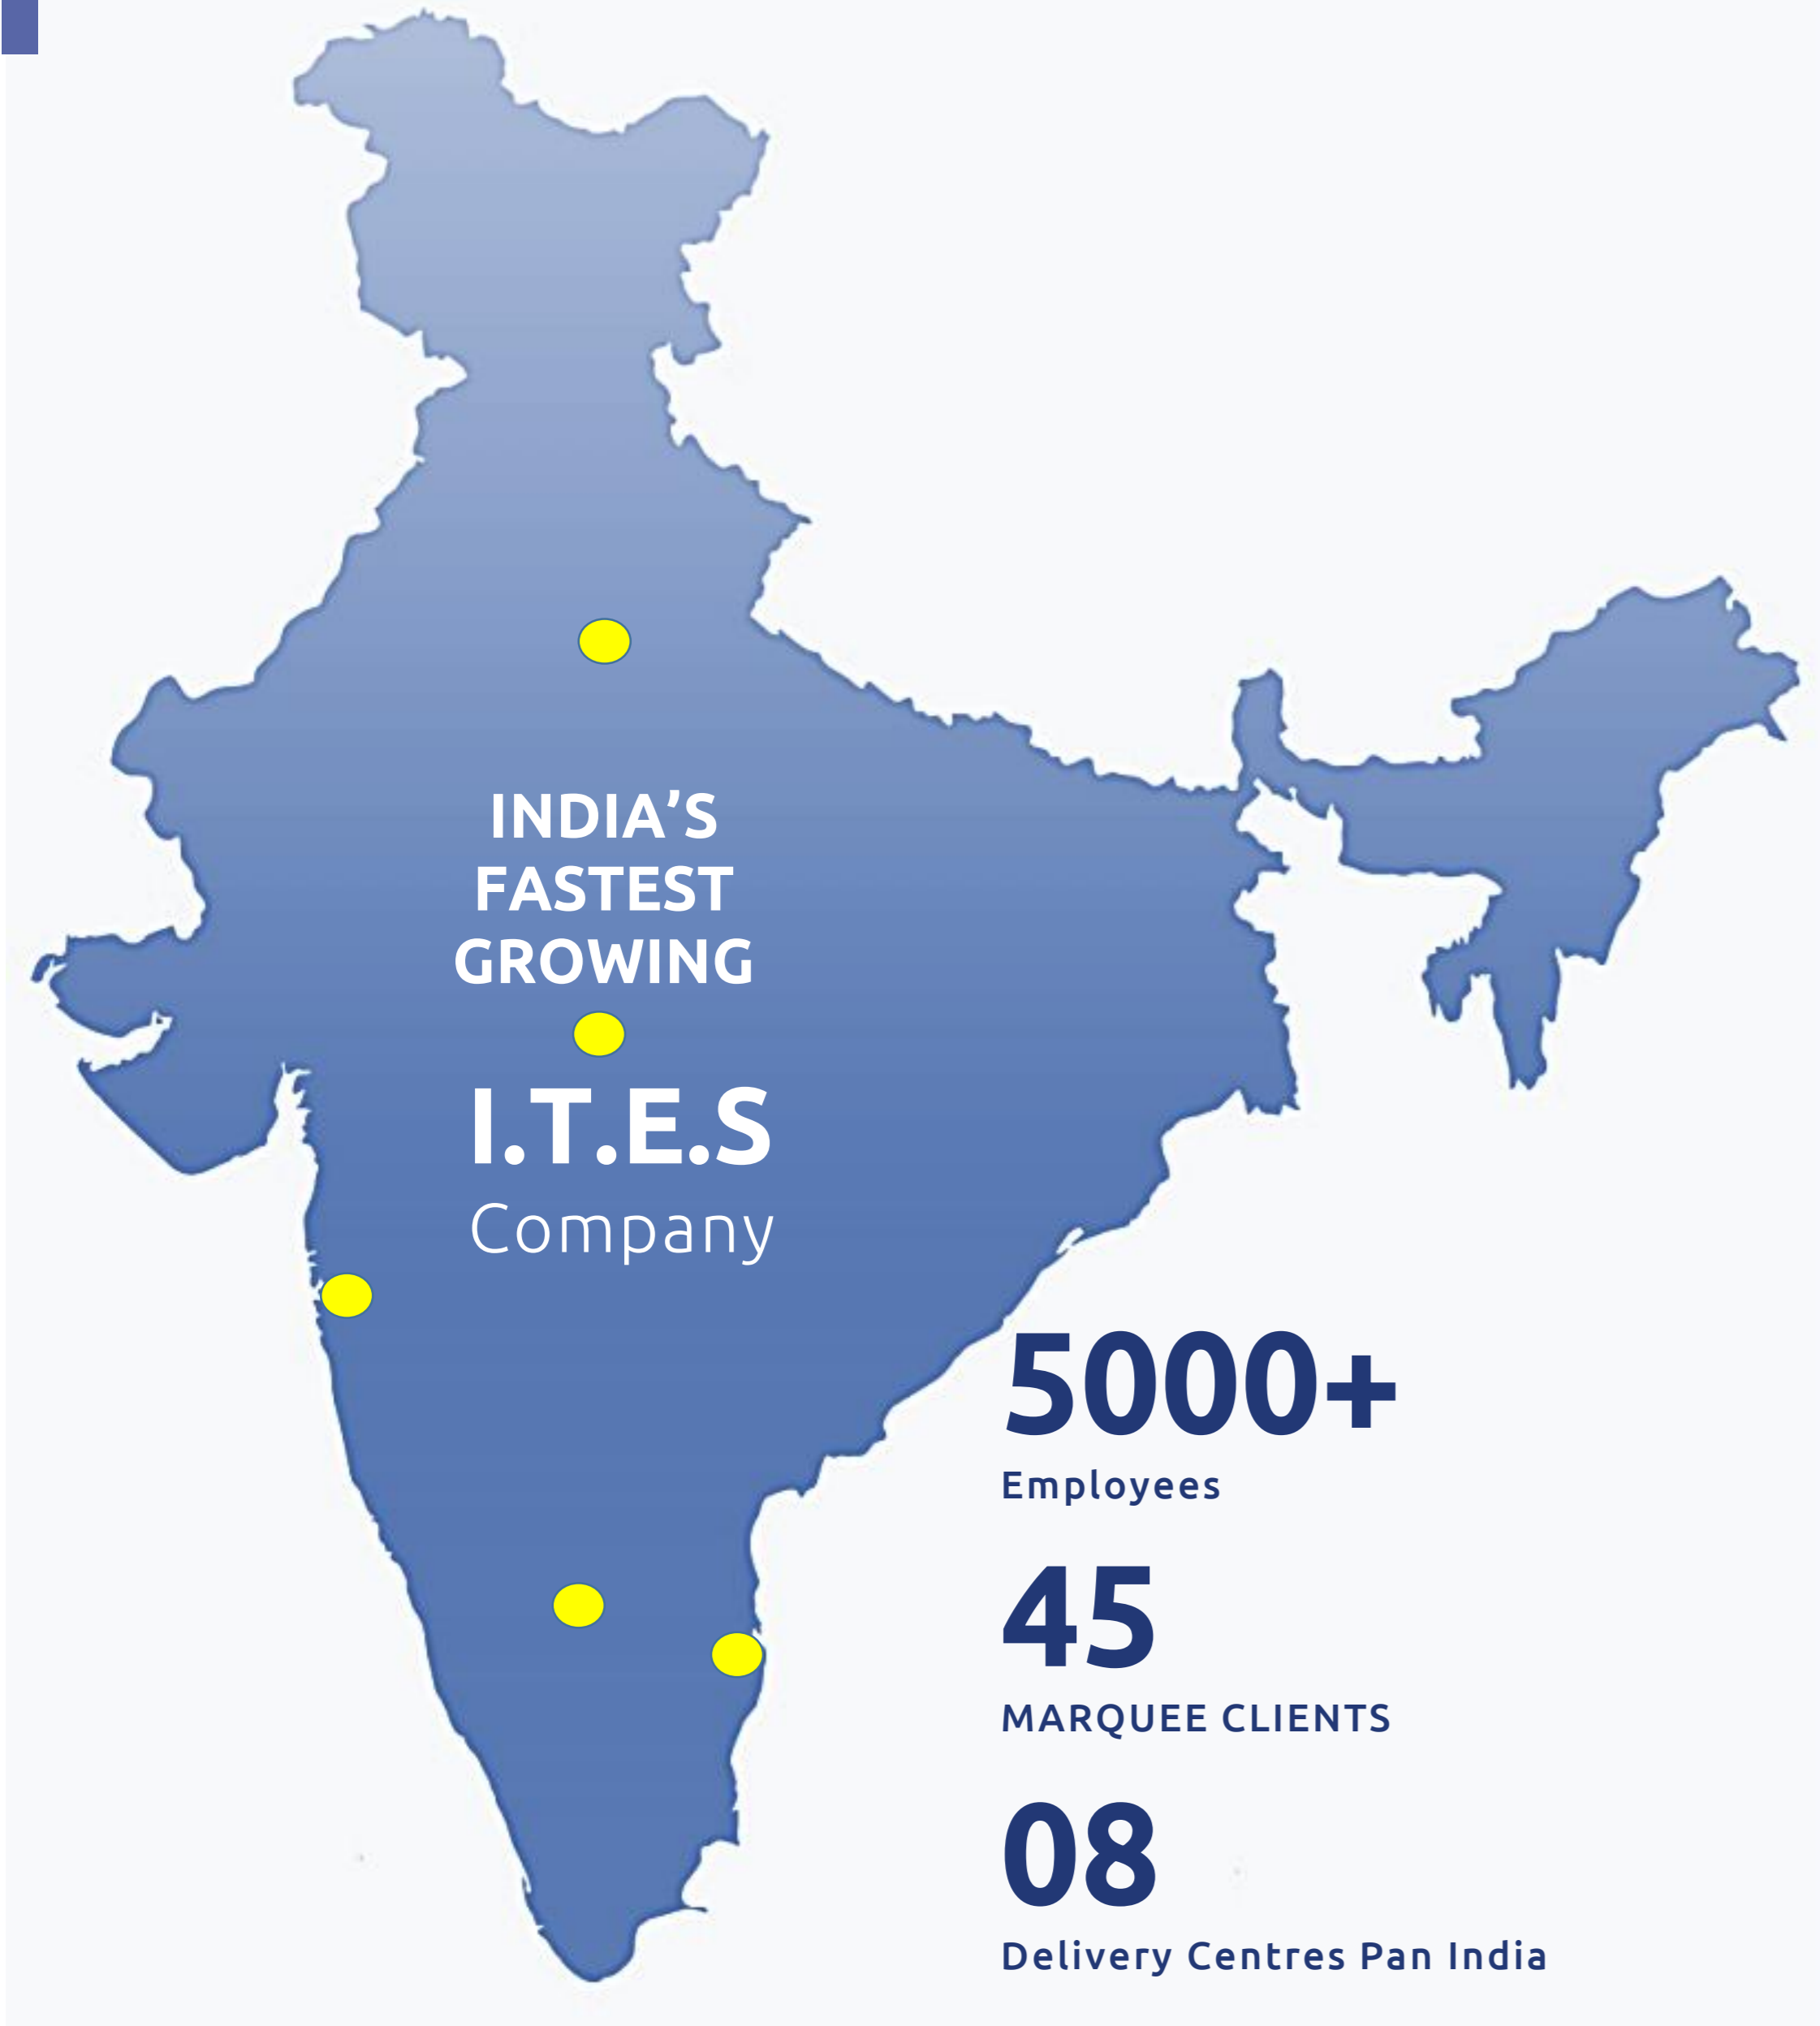 INDIA’S
FASTEST
GROWING
I.T.E.S
Company
5000+
Employees
45
MARQUEE CLIENTS
08
Delivery Centres Pan India